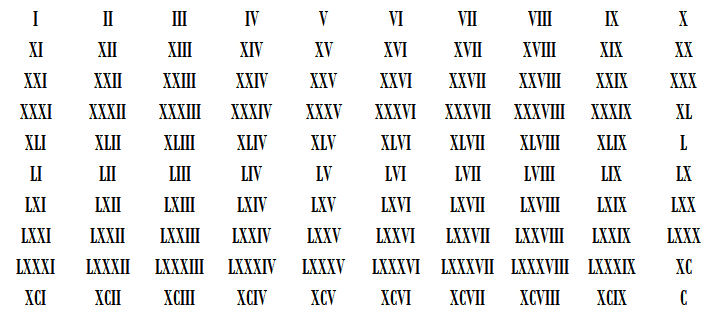 I II III IV V VI VII VIII IX X
XI XII XIII XIV XV XVI XVII XVIII XIX XX
XXI XXII XXIII XXIV XXV XXVI XXVII XXVIII XXIX XXX
XXXI XXXII XXXIII XXXIV XXXV XXXVI XXXVII XXXVIII XXXIX XL
XLI XLII XLIII XLIV XLV XLVI XLVII XLVIII XLIX L
LI LII LIII LIV LV LVI LVII LVIII LIX LX
LXI LXII LXIII LXIV LXV LXVI LXVII LXVIII LXIX LXX
LXXI LXXII LXXIII LXXIV LXXV LXXVI LXXVII LXXVIII LXXIX LXXX
LXXXI LXXXII LXXXIII LXXXIV LXXXV LXXXVI LXXXVII LXXXVIII LXXXIX XC
XCI XCII XCIII XCIV XCV XCVI XCVII XCVIII XCIX C